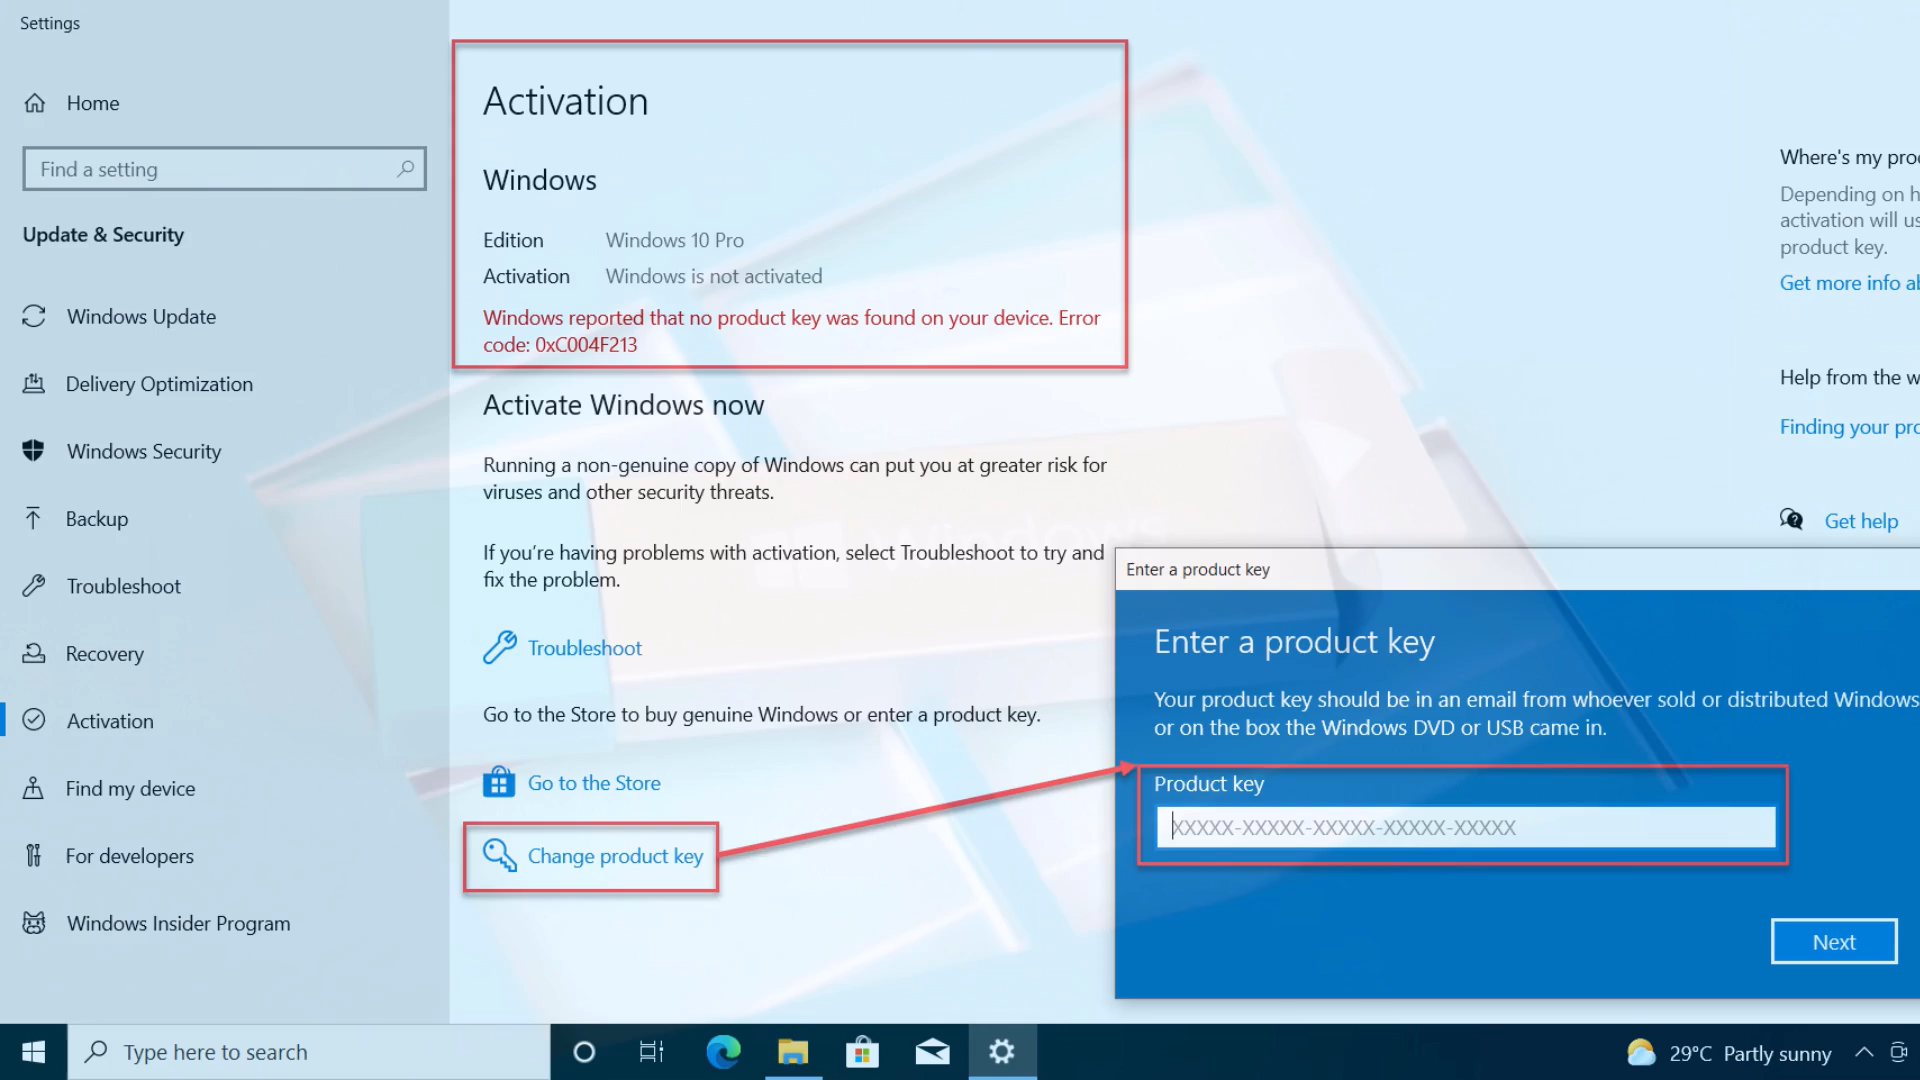 Settings
Home
Find a setting
Update & Security
Windows Update
Delivery Optimization
Windows Security
Backup
Troubleshoot
Recovery
Activation
Find my device
For developers
Windows Insider Program
Activation
Windows
Edition Windows 10 Pro
Activation Windows is not activated
Windows reported that no product key was found on your device. Error
code: 0xC004F213
Activate Windows now
Running a non-genuine copy of Windows can put you at greater risk for
viruses and other security threats.
If you're having problems with activation, select Troubleshoot to try and
fix the problem.
Troubleshoot
Go to the Store to buy genuine Windows or enter a product key.
Go to the Store
Change product key
Where's my
Depending on
activation will
product key.
Get more info
Help from the
Finding your
Get help
Windows
Enter a product key
Enter a product key
Your product key should be in an email from whoever sold or distributed Windows
or on the box the Windows DVD or USB came in.
Product key
XXXXX-XXXXX-XXXXX-XXXXX-XXXXX
Next
Type here to search
29°C Partly sunny